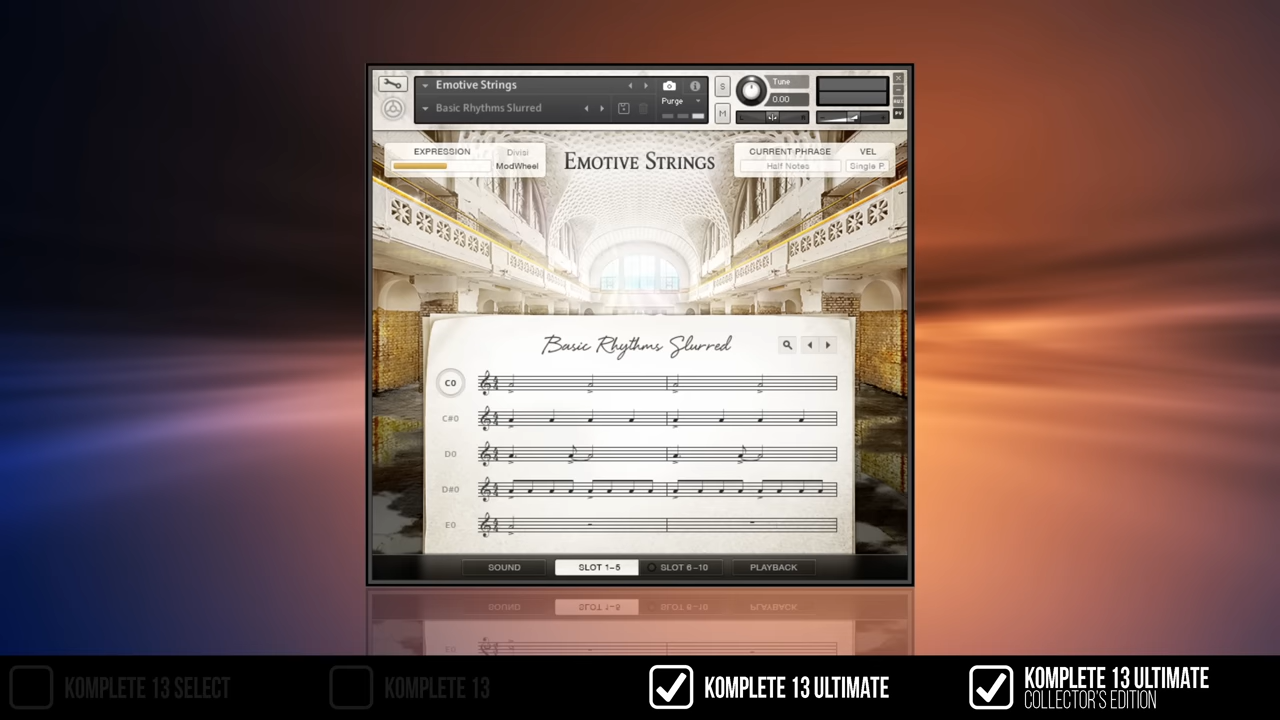 Emotive Strings
Basic Rhythms Slurred
Purge
S
M
Tune
0.00
L
R
AUX
PV
EXPRESSION
Divisi
ModWheel
EMOTIVE STRINGS
CURRENT PHRASE
VEL
Half Notes
Single P
Basic Rhythms Slurred
C0
C#0
D0
D#0
E0
SOUND
SLOT 1–5
SLOT 6–10
PLAYBACK
KOMPLETE 13 SELECT
KOMPLETE 13
KOMPLETE 13 ULTIMATE
KOMPLETE 13 ULTIMATE
COLLECTOR'S EDITION